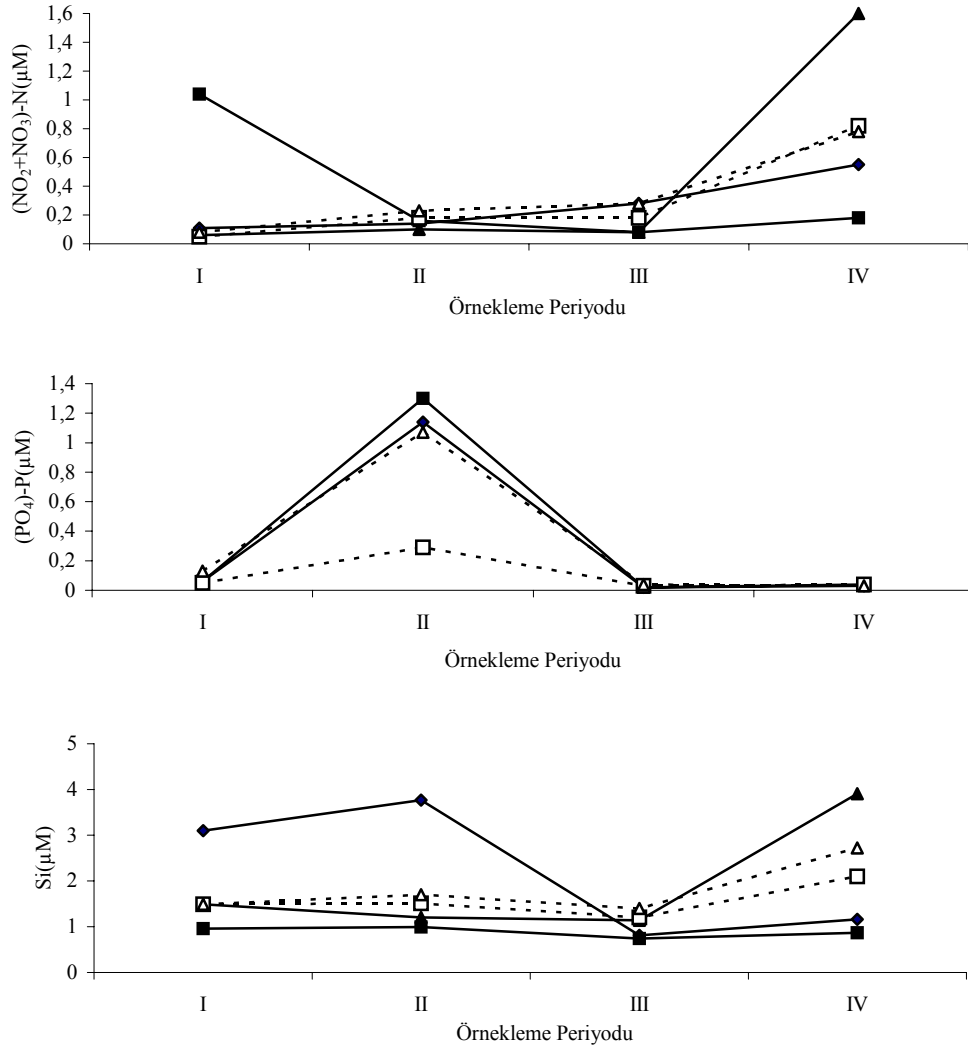 (NO₂+NO₃)-N(µM)
1,6
1,4
1,2
1
0,8
0,6
0,4
0,2
0
I II III IV
Örnekleme Periyodu
(PO₄)-P(µM)
1,4
1,2
1
0,8
0,6
0,4
0,2
0
I II III IV
Örnekleme Periyodu
Si(µM)
5
4
3
2
1
0
I II III IV
Örnekleme Periyodu